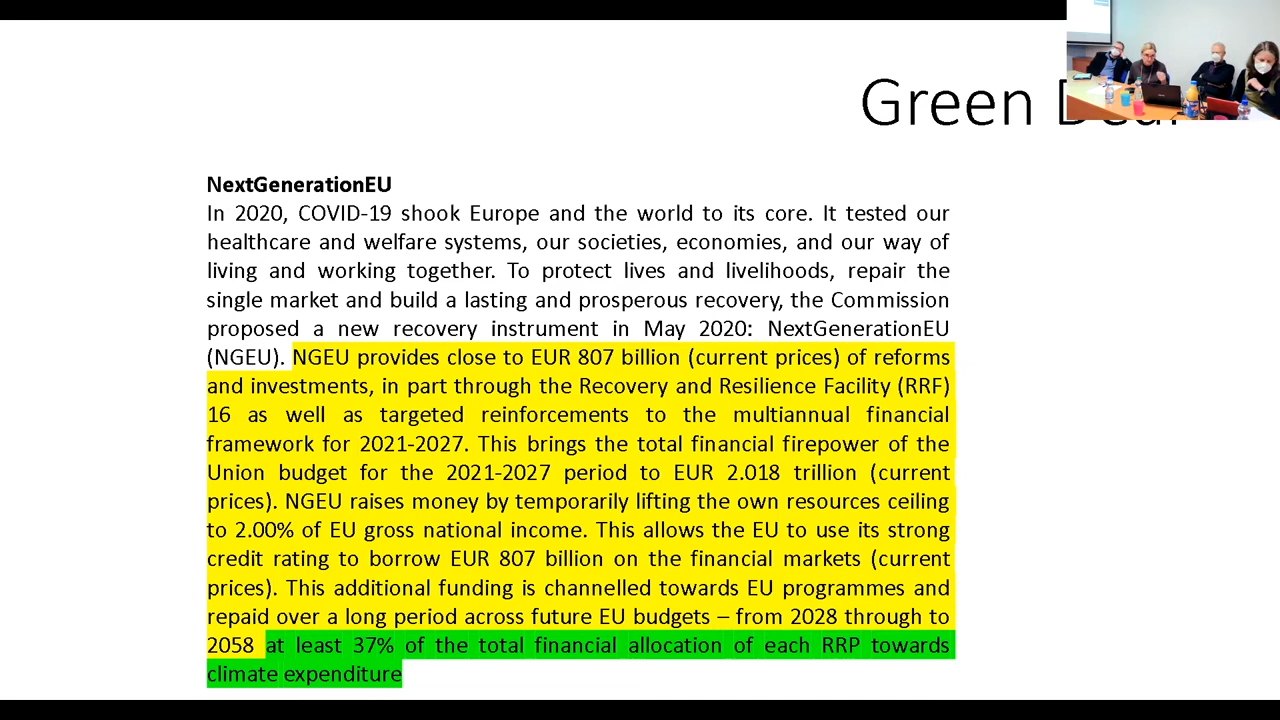 Green Deal
NextGenerationEU
In 2020, COVID-19 shook Europe and the world to its core. It tested our
healthcare and welfare systems, our societies, economies, and our way of
living and working together. To protect lives and livelihoods, repair the
single market and build a lasting and prosperous recovery, the Commission
proposed a new recovery instrument in May 2020: NextGenerationEU
(NGEU). NGEU provides close to EUR 807 billion (current prices) of reforms
and investments, in part through the Recovery and Resilience Facility (RRF)
16 as well as targeted reinforcements to the multiannual financial
framework for 2021-2027. This brings the total financial firepower of the
Union budget for the 2021-2027 period to EUR 2.018 trillion (current
prices). NGEU raises money by temporarily lifting the own resources ceiling
to 2.00% of EU gross national income. This allows the EU to use its strong
credit rating to borrow EUR 807 billion on the financial markets (current
prices). This additional funding is channelled towards EU programmes and
repaid over a long period across future EU budgets – from 2028 through to
2058 at least 37% of the total financial allocation of each RRP towards
climate expenditure